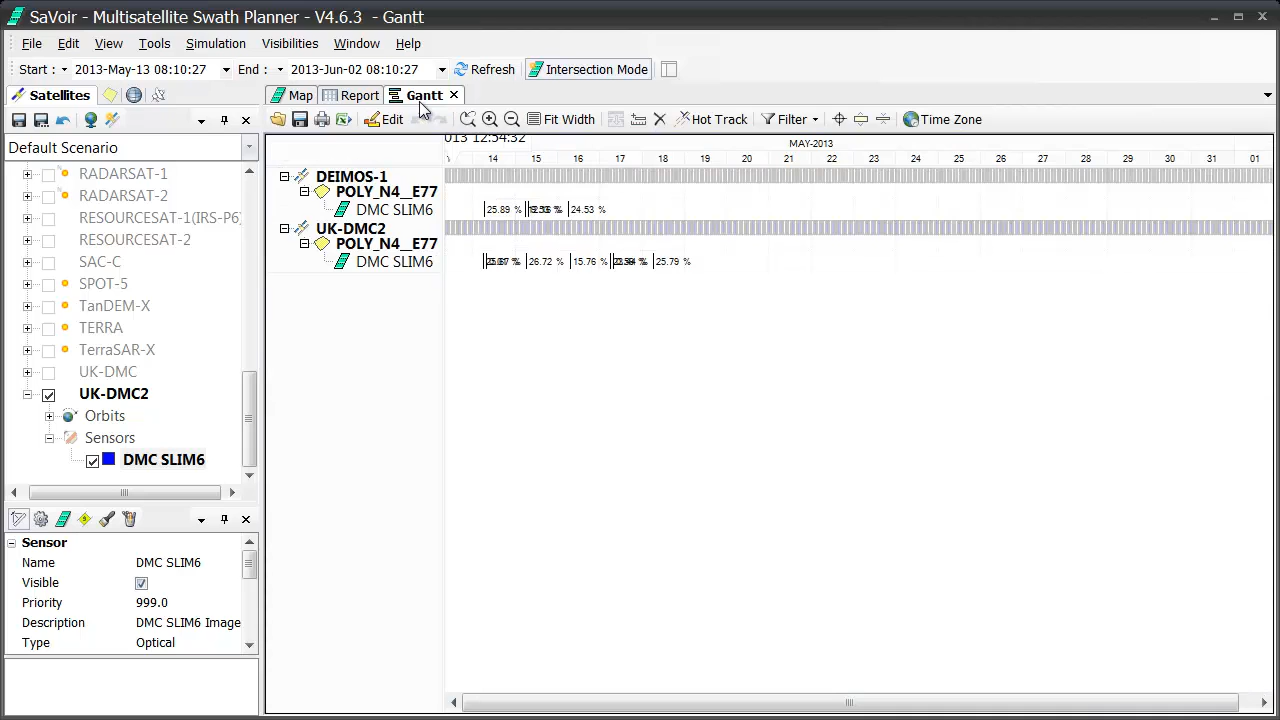 SaVoir - Multisatellite Swath Planner - V4.6.3 - Gantt
File Edit View Tools Simulation Visibilities Window Help
Start : 2013-May-13 08:10:27 End : 2013-Jun-02 08:10:27 Refresh Intersection Mode
Satellites
Map Report Gantt
Edit Fit Width Hot Track Filter Time Zone
Default Scenario
RADARSAT-1
RADARSAT-2
RESOURCESAT-1(IRS-P6)
RESOURCESAT-2
SAC-C
SPOT-5
TanDEM-X
TERRA
TerraSAR-X
UK-DMC
UK-DMC2
Orbits
Sensors
DMC SLIM6
013 12:54:32
MAY-2013
14 15 16 17 18 19 20 21 22 23 24 25 26 27 28 29 30 31 01
DEIMOS-1
POLY_N4__E77
DMC SLIM6 25.89 % 24.53 %
UK-DMC2
POLY_N4__E77
DMC SLIM6 26.72 % 15.76 % 25.79 %
Sensor
Name DMC SLIM6
Visible
Priority 999.0
Description DMC SLIM6 Image
Type Optical